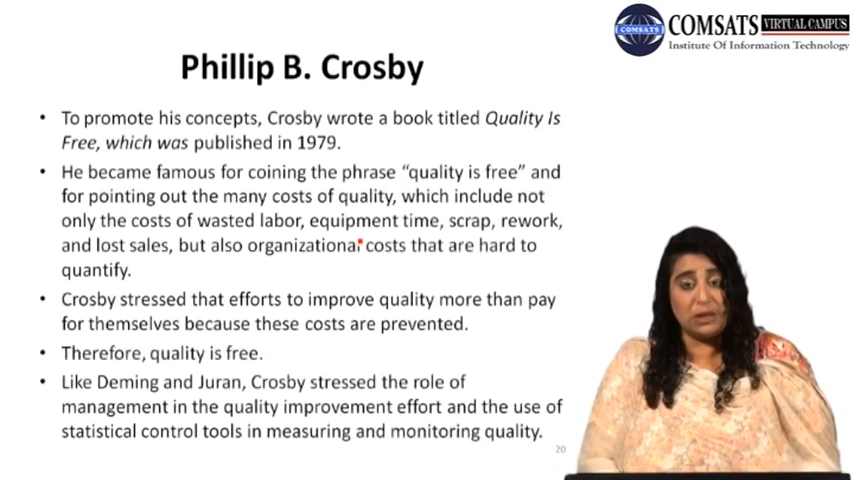 COMSATS VIRTUAL CAMPUS
COMSATS
Institute Of Information Technology
Phillip B. Crosby
• To promote his concepts, Crosby wrote a book titled Quality Is
Free, which was published in 1979.
• He became famous for coining the phrase “quality is free” and
for pointing out the many costs of quality, which include not
only the costs of wasted labor, equipment time, scrap, rework,
and lost sales, but also organizational costs that are hard to
quantify.
• Crosby stressed that efforts to improve quality more than pay
for themselves because these costs are prevented.
• Therefore, quality is free.
• Like Deming and Juran, Crosby stressed the role of
management in the quality improvement effort and the use of
statistical control tools in measuring and monitoring quality.
20